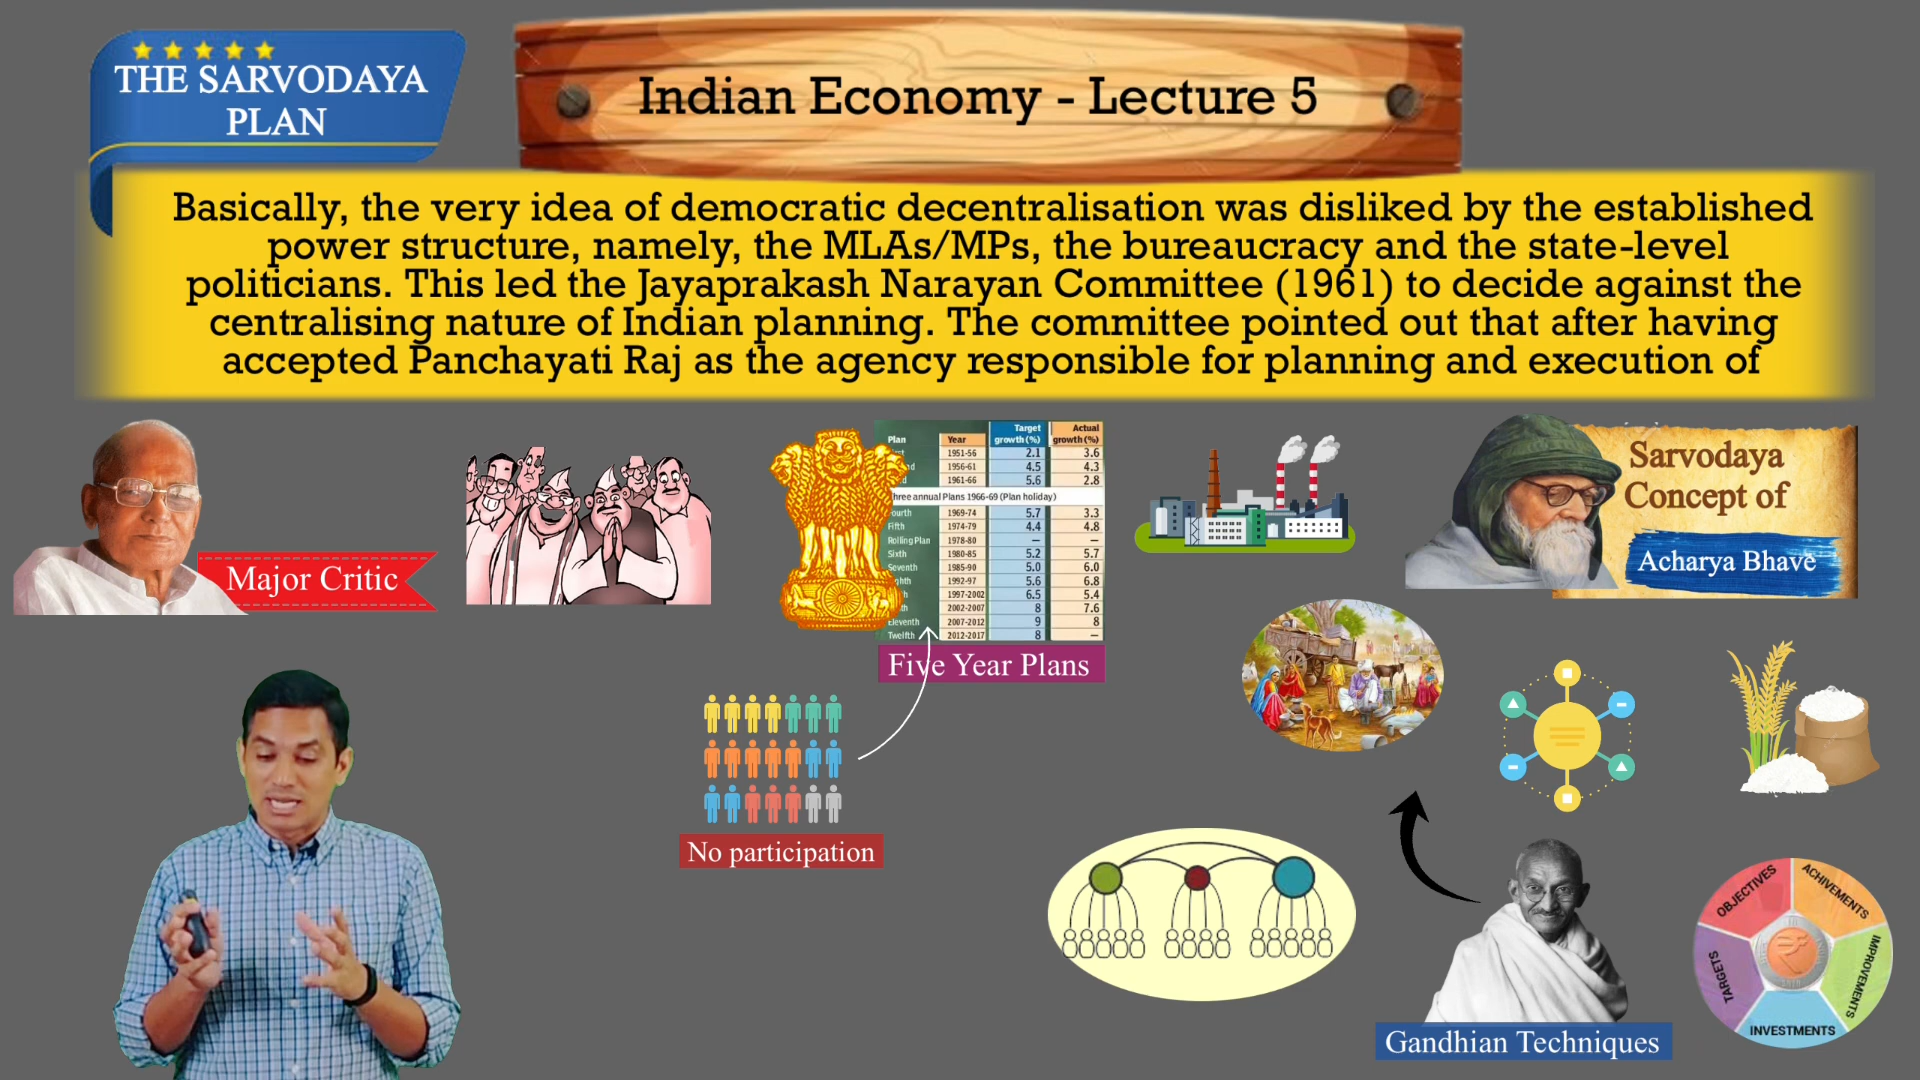 THE SARVODAYA
PLAN
Indian Economy - Lecture 5
Basically, the very idea of democratic decentralisation was disliked by the established
power structure, namely, the MLAs/MPs, the bureaucracy and the state-level
politicians. This led the Jayaprakash Narayan Committee (1961) to decide against the
centralising nature of Indian planning. The committee pointed out that after having
accepted Panchayati Raj as the agency responsible for planning and execution of
Major Critic
Plan Year Target growth (%) Actual growth (%)
1951-56 2.1 3.6
1956-61 4.5 4.3
1961-66 5.6 2.8
hree annual Plans 1966-69 (Plan holiday)
ourth 1969-74 5.7 3.3
Fifth 1974-79 4.4 4.8
Rolling Plan 1978-80 — —
Sixth 1980-85 5.2 5.7
Seventh 1985-90 5.0 6.0
1992-97 5.6 6.8
1997-2002 6.5 5.4
2002-2007 8 7.6
Eleventh 2007-2012 9 8
Twelfth 2012-2017 8 —
Five Year Plans
Sarvodaya
Concept of
Acharya Bhave
No participation
Gandhian Techniques
OBJECTIVES
ACHIVEMENTS
IMPROVEMENTS
INVESTMENTS
TARGETS